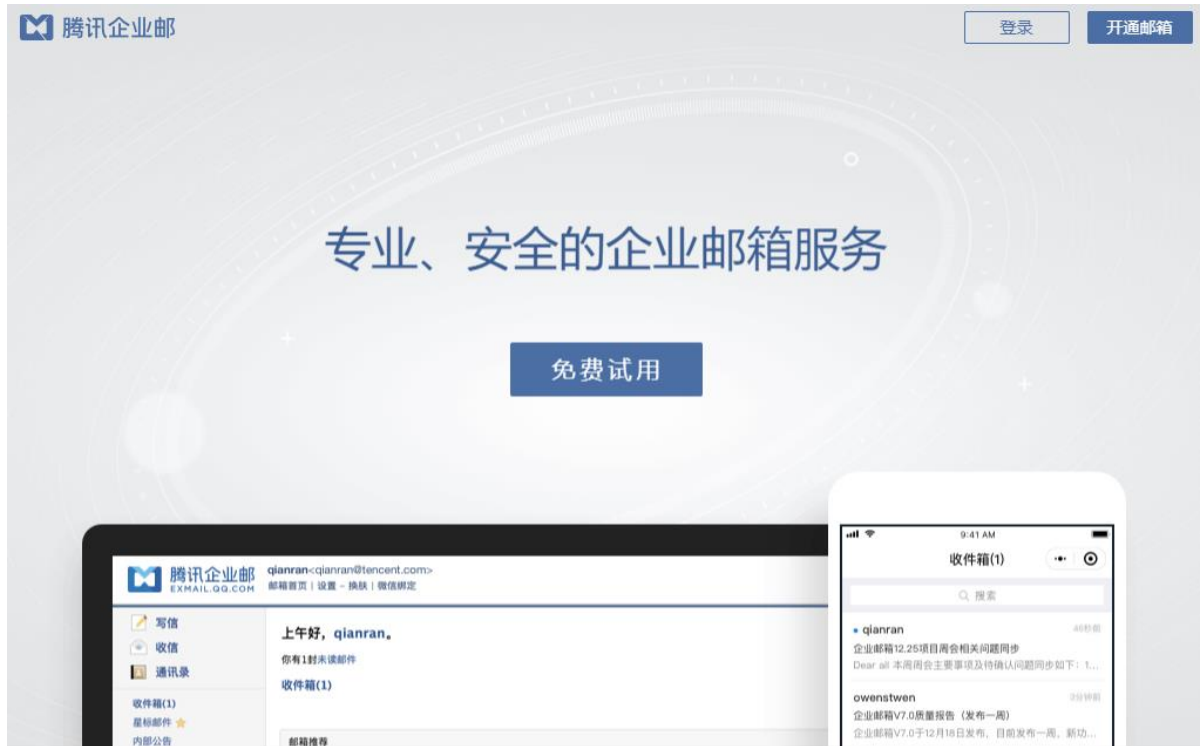 腾讯企业邮
登录
开通邮箱
专业、安全的企业邮箱服务
免费试用
腾讯企业邮
EXMAIL.QQ.COM
qianran<qianran@tencent.com>
邮箱首页 | 设置 - 换肤 | 微信绑定
写信
收信
通讯录
收件箱(1)
星标邮件
内部公告
上午好，qianran。
你有1封未读邮件
收件箱(1)
邮箱推荐
9:41 AM
收件箱(1)
搜索
qianran
46秒前
企业邮箱12.25项目周会相关问题同步
Dear all 本周周会主要事项及待确认问题同步如下：1...
owenstwen
企业邮箱V7.0质量报告（发布一周）
企业邮箱V7.0于12月18日发布，目前发布一周，新功...